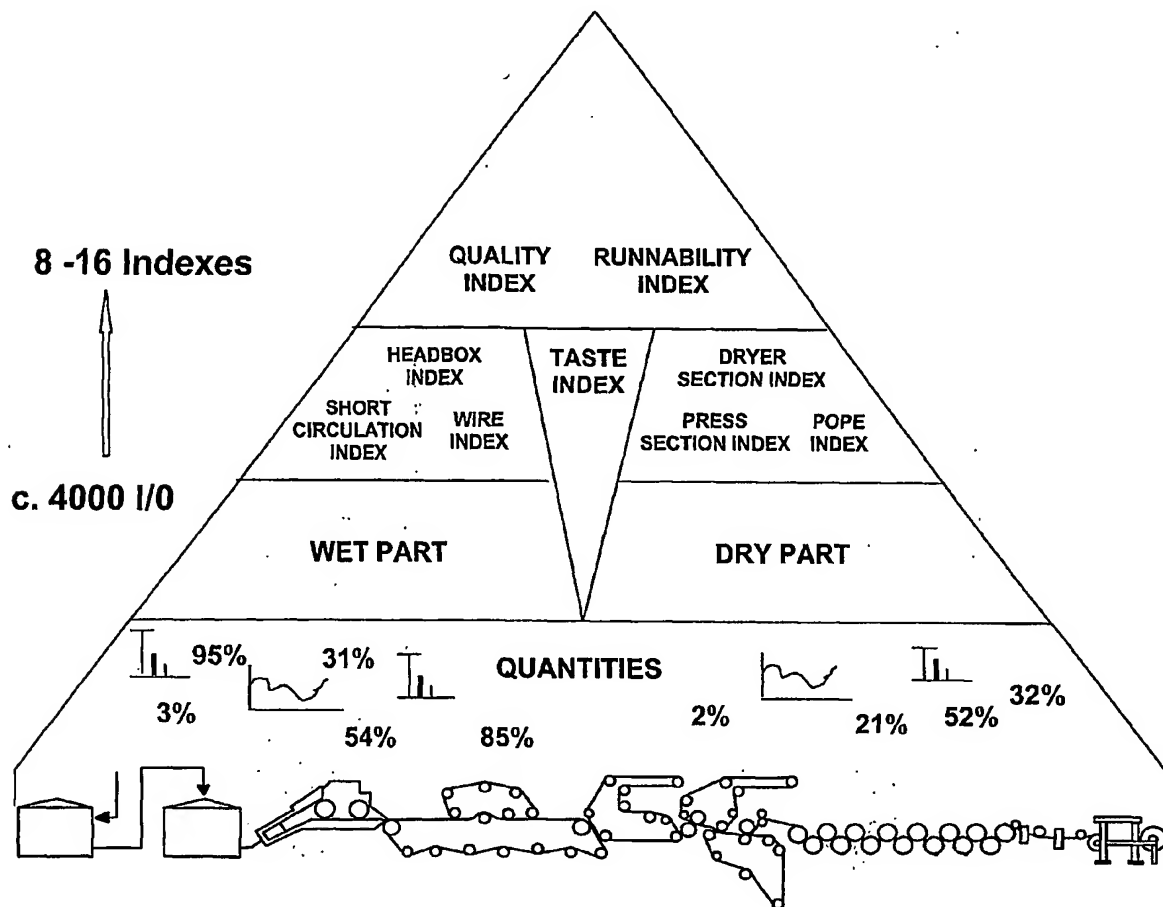 QUALITY INDEX
RUNNABILITY INDEX
8 -16 Indexes
HEADBOX INDEX
TASTE INDEX
DRYER SECTION INDEX
SHORT CIRCULATION INDEX
WIRE INDEX
PRESS SECTION INDEX
POPE INDEX
c. 4000 I/0
WET PART
DRY PART
95%
31%
QUANTITIES
3%
54%
85%
2%
21%
52%
32%